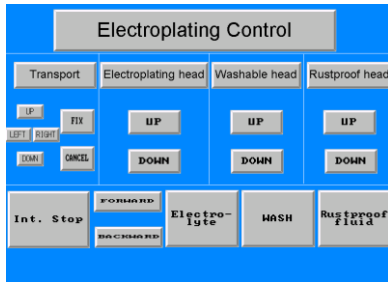 Electroplating Control
Transport Electroplating head Washable head Rustproof head
UP FIX UP UP UP
LEFT RIGHT
DOWN CANCEL DOWN DOWN DOWN
Int. Stop FORWARD Electro- WASH Rustproof
BACKWARD lyte fluid